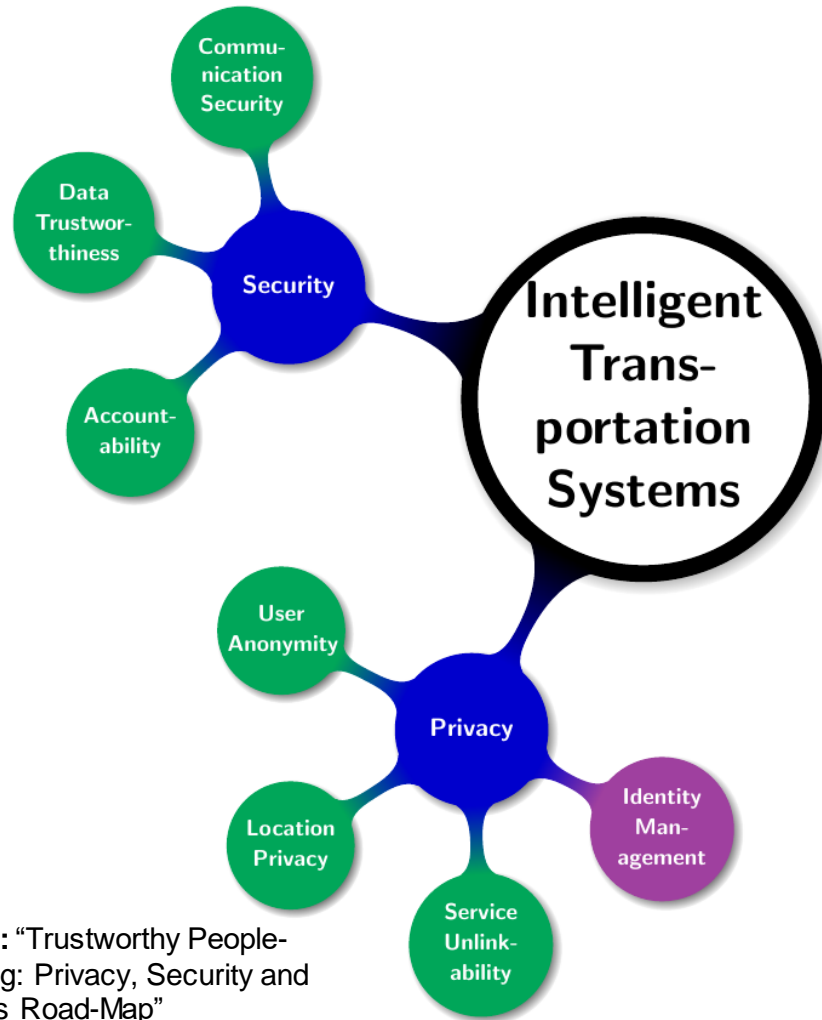 Commu-
nication
Security
Data
Trustwor-
thiness
Security
Account-
ability
Intelligent
Trans-
portation
Systems
User
Anonymity
Privacy
Location
Privacy
Identity
Man-
agement
Service
Unlink-
ability
: “Trustworthy People-
g: Privacy, Security and
s Road-Map”